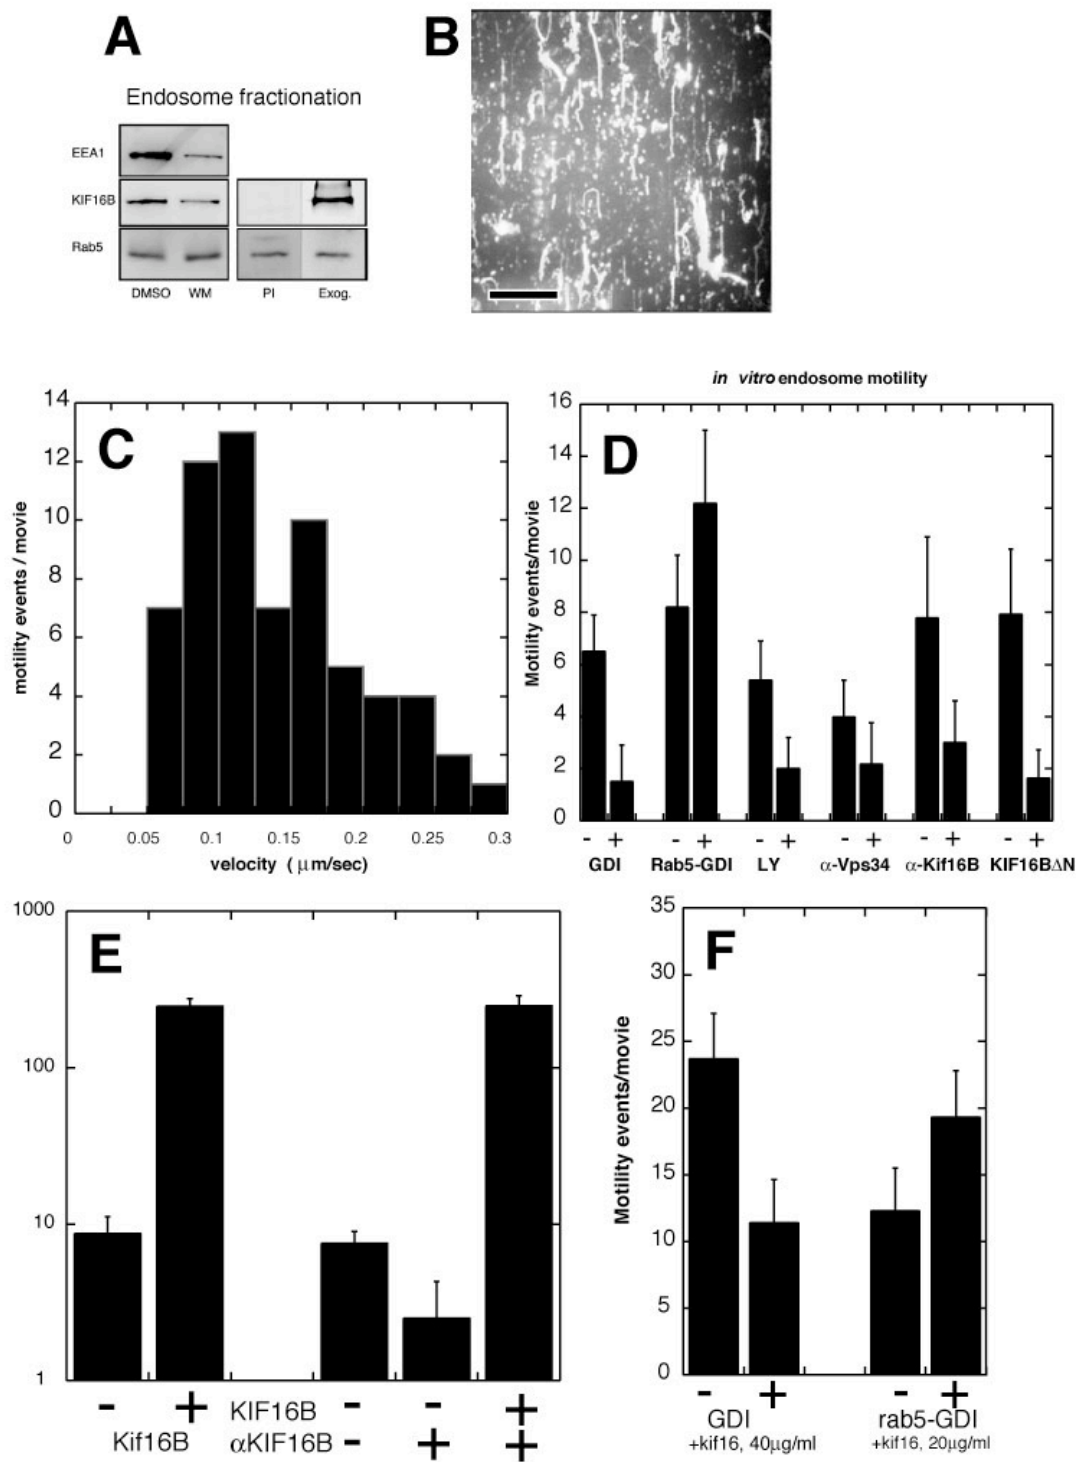 A
B
Endosome fractionation
EEA1
KIF16B
Rab5
DMSO WM PI Exog.
C
14
12
10
8
6
4
2
0
motility events / movie
0 0.05 0.1 0.15 0.2 0.25 0.3
velocity ( μm/sec)
in vitro endosome motility
D
16
14
12
10
8
6
4
2
0
Motility events/movie
- + - + - + - + - + - +
GDI Rab5-GDI LY α-Vps34 α-Kif16B KIF16BΔN
E
1000
100
10
1
- + KIF16B - - +
Kif16B αKIF16B - + +
F
35
30
25
20
15
10
5
0
Motility events/movie
- + - +
GDI rab5-GDI
+kif16, 40μg/ml +kif16, 20μg/ml